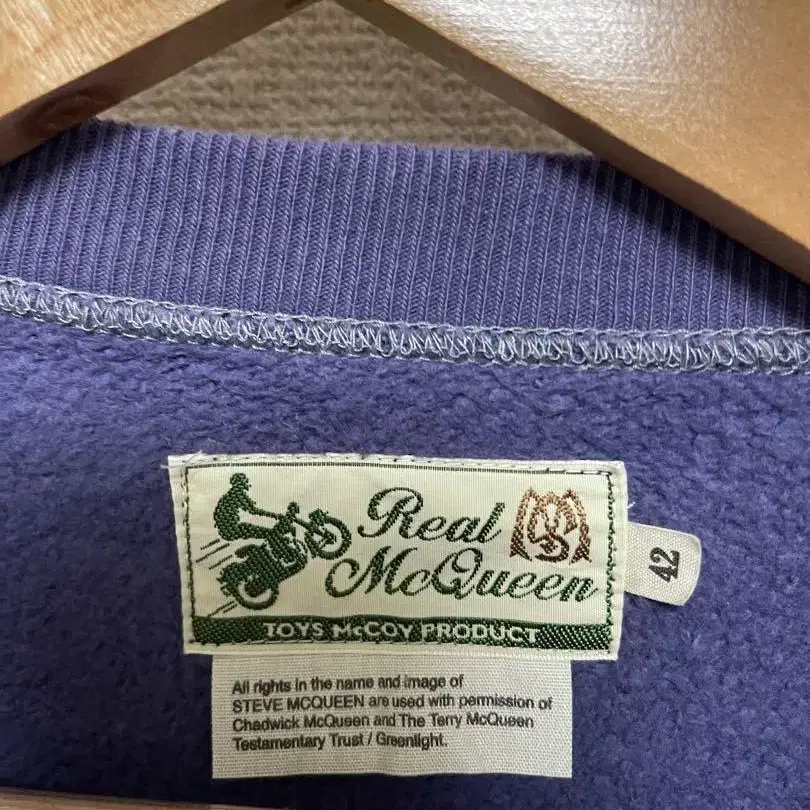 Real
McQueen
42
TOYS McCOY PRODUCT
All rights in the name and image of
STEVE MCQUEEN are used with permission of
Chadwick McQueen and The Terry McQueen
Testamentary Trust / Greenlight.